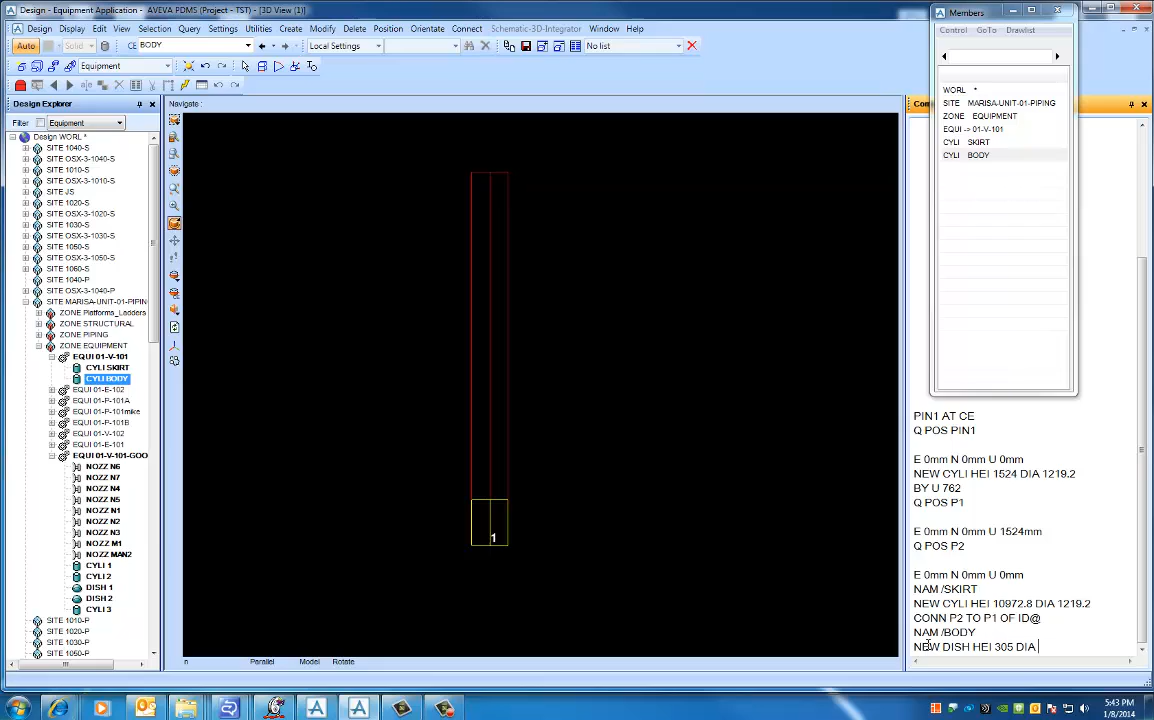 Design - Equipment Application - AVEVA PDMS (Project - TST) - [3D View (1)]
Design Display Edit View Selection Query Settings Utilities Create Modify Delete Position Orientate Connect Schematic-3D-Integrator Window Help
Auto Solid CE BODY Local Settings No list
Equipment
Design Explorer
Filter Equipment
Design WORL *
SITE 1040-S
SITE OSX-3-1040-S
SITE 1010-S
SITE OSX-3-1010-S
SITE JS
SITE 1020-S
SITE OSX-3-1020-S
SITE 1030-S
SITE OSX-3-1030-S
SITE 1050-S
SITE OSX-3-1050-S
SITE 1060-S
SITE 1040-P
SITE OSX-3-1040-P
SITE MARISA-UNIT-01-PIPIN
ZONE Platforms_Ladders
ZONE STRUCTURAL
ZONE PIPING
ZONE EQUIPMENT
EQUI 01-V-101
CYLI SKIRT
CYLI BODY
EQUI 01-E-102
EQUI 01-P-101A
EQUI 01-P-101mike
EQUI 01-P-101B
EQUI 01-V-102
EQUI 01-E-101
EQUI 01-V-101-GOO
NOZZ N6
NOZZ N7
NOZZ N4
NOZZ N5
NOZZ N1
NOZZ N2
NOZZ N3
NOZZ M1
NOZZ MAN2
CYLI 1
CYLI 2
DISH 1
DISH 2
CYLI 3
SITE 1010-P
SITE 1020-P
SITE 1030-P
SITE 1050-P
Navigate :
1
n Parallel Model Rotate
Members
Control GoTo Drawlist
WORL *
SITE MARISA-UNIT-01-PIPING
ZONE EQUIPMENT
EQUI -> 01-V-101
CYLI SKIRT
CYLI BODY
Com
PIN1 AT CE
Q POS PIN1
E 0mm N 0mm U 0mm
NEW CYLI HEI 1524 DIA 1219.2
BY U 762
Q POS P1
E 0mm N 0mm U 1524mm
Q POS P2
E 0mm N 0mm U 0mm
NAM /SKIRT
NEW CYLI HEI 10972.8 DIA 1219.2
CONN P2 TO P1 OF ID@
NAM /BODY
NEW DISH HEI 305 DIA
5:43 PM
1/8/2014